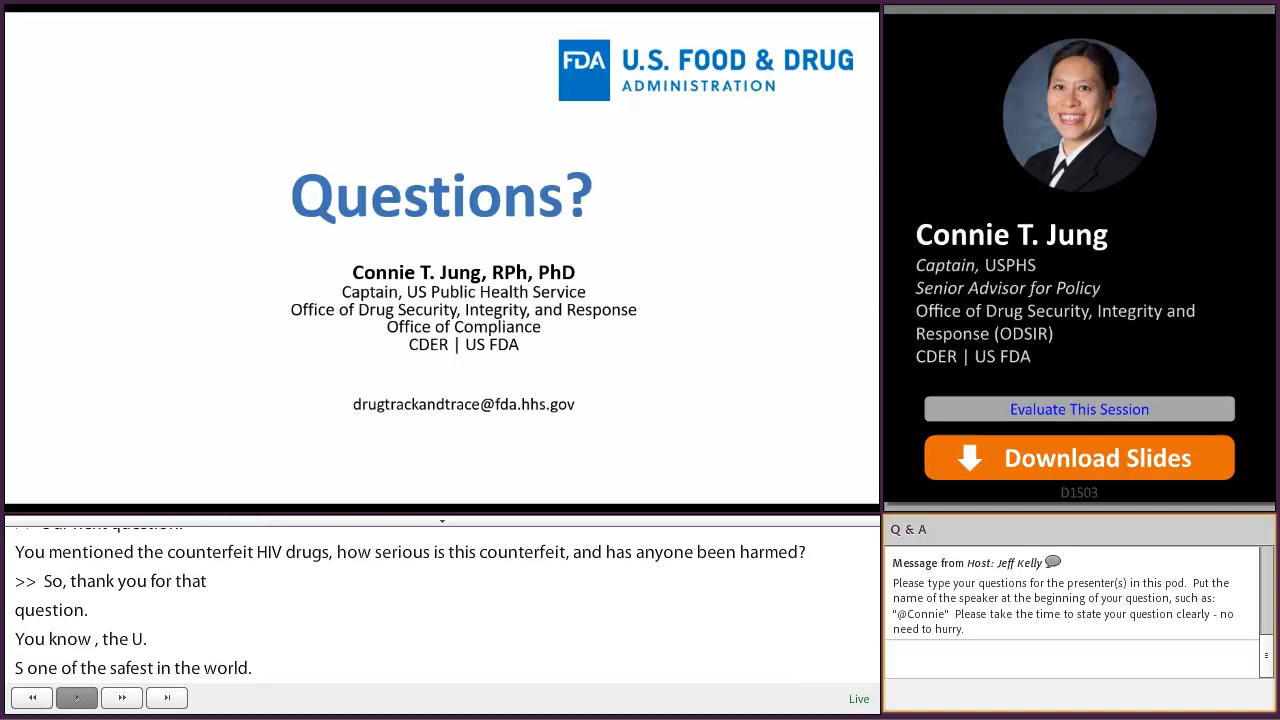 FDA
U.S. FOOD & DRUG
ADMINISTRATION
Questions?
Connie T. Jung, RPh, PhD
Captain, US Public Health Service
Office of Drug Security, Integrity, and Response
Office of Compliance
CDER | US FDA
drugtrackandtrace@fda.hhs.gov
Connie T. Jung
Captain, USPHS
Senior Advisor for Policy
Office of Drug Security, Integrity and
Response (ODSIR)
CDER | US FDA
Evaluate This Session
Download Slides
D1S03
You mentioned the counterfeit HIV drugs, how serious is this counterfeit, and has anyone been harmed?
>> So, thank you for that
question.
You know , the U.
S one of the safest in the world.
Live
Q & A
Message from Host: Jeff Kelly
Please type your questions for the presenter(s) in this pod. Put the
name of the speaker at the beginning of your question, such as:
"@Connie" Please take the time to state your question clearly - no
need to hurry.